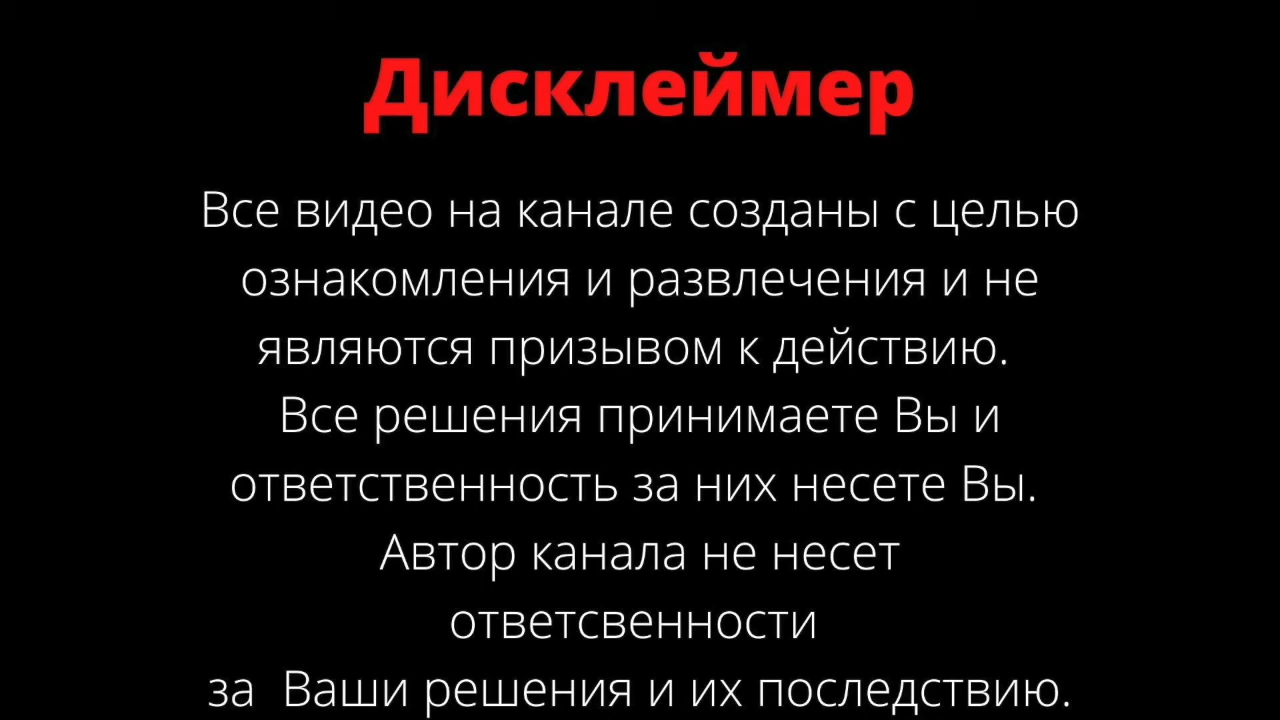 Дисклеймер
Все видео на канале созданы с целью
ознакомления и развлечения и не
являются призывом к действию.
Все решения принимаете Вы и
ответственность за них несете Вы.
Автор канала не несет
ответсвенности
за  Ваши решения и их последствию.